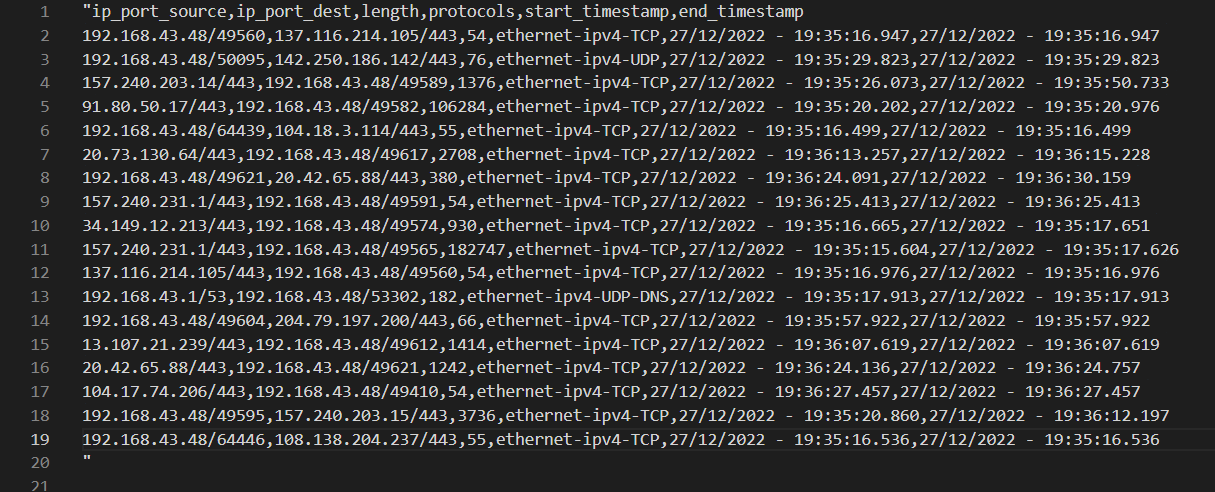 1 "ip_port_source,ip_port_dest,length,protocols,start_timestamp,end_timestamp
2 192.168.43.48/49560,137.116.214.105/443,54,ethernet-ipv4-TCP,27/12/2022 - 19:35:16.947,27/12/2022 - 19:35:16.947
3 192.168.43.48/50095,142.250.186.142/443,76,ethernet-ipv4-UDP,27/12/2022 - 19:35:29.823,27/12/2022 - 19:35:29.823
4 157.240.203.14/443,192.168.43.48/49589,1376,ethernet-ipv4-TCP,27/12/2022 - 19:35:26.073,27/12/2022 - 19:35:50.733
5 91.80.50.17/443,192.168.43.48/49582,106284,ethernet-ipv4-TCP,27/12/2022 - 19:35:20.202,27/12/2022 - 19:35:20.976
6 192.168.43.48/64439,104.18.3.114/443,55,ethernet-ipv4-TCP,27/12/2022 - 19:35:16.499,27/12/2022 - 19:35:16.499
7 20.73.130.64/443,192.168.43.48/49617,2708,ethernet-ipv4-TCP,27/12/2022 - 19:36:13.257,27/12/2022 - 19:36:15.228
8 192.168.43.48/49621,20.42.65.88/443,380,ethernet-ipv4-TCP,27/12/2022 - 19:36:24.091,27/12/2022 - 19:36:30.159
9 157.240.231.1/443,192.168.43.48/49591,54,ethernet-ipv4-TCP,27/12/2022 - 19:36:25.413,27/12/2022 - 19:36:25.413
10 34.149.12.213/443,192.168.43.48/49574,930,ethernet-ipv4-TCP,27/12/2022 - 19:35:16.665,27/12/2022 - 19:35:17.651
11 157.240.231.1/443,192.168.43.48/49565,182747,ethernet-ipv4-TCP,27/12/2022 - 19:35:15.604,27/12/2022 - 19:35:17.626
12 137.116.214.105/443,192.168.43.48/49560,54,ethernet-ipv4-TCP,27/12/2022 - 19:35:16.976,27/12/2022 - 19:35:16.976
13 192.168.43.1/53,192.168.43.48/53302,182,ethernet-ipv4-UDP-DNS,27/12/2022 - 19:35:17.913,27/12/2022 - 19:35:17.913
14 192.168.43.48/49604,204.79.197.200/443,66,ethernet-ipv4-TCP,27/12/2022 - 19:35:57.922,27/12/2022 - 19:35:57.922
15 13.107.21.239/443,192.168.43.48/49612,1414,ethernet-ipv4-TCP,27/12/2022 - 19:36:07.619,27/12/2022 - 19:36:07.619
16 20.42.65.88/443,192.168.43.48/49621,1242,ethernet-ipv4-TCP,27/12/2022 - 19:36:24.136,27/12/2022 - 19:36:24.757
17 104.17.74.206/443,192.168.43.48/49410,54,ethernet-ipv4-TCP,27/12/2022 - 19:36:27.457,27/12/2022 - 19:36:27.457
18 192.168.43.48/49595,157.240.203.15/443,3736,ethernet-ipv4-TCP,27/12/2022 - 19:35:20.860,27/12/2022 - 19:36:12.197
19 192.168.43.48/64446,108.138.204.237/443,55,ethernet-ipv4-TCP,27/12/2022 - 19:35:16.536,27/12/2022 - 19:35:16.536
20 "
21